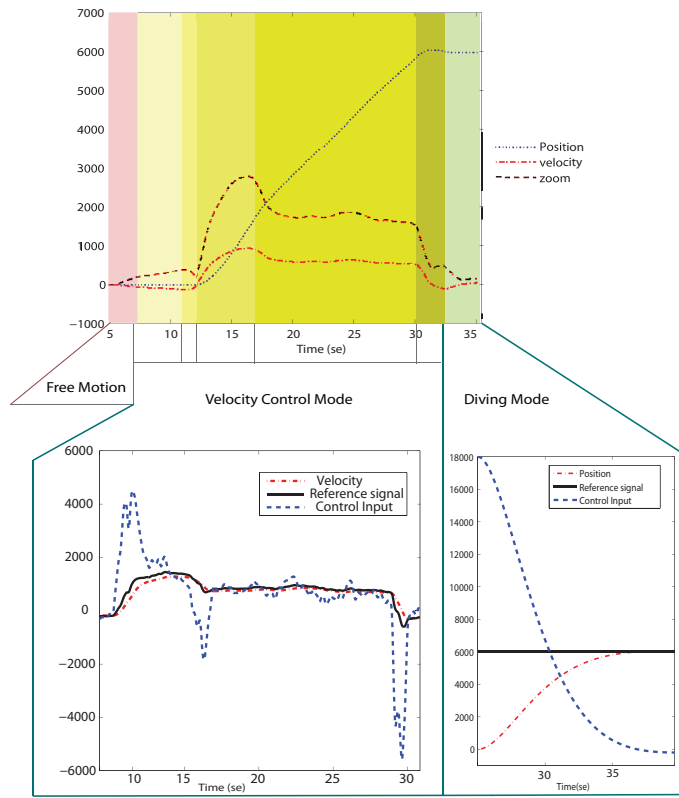 7000
6000
5000
4000
3000
2000
1000
0
−1000
5
10
15
20
25
30
35
Time (se)
Position
velocity
zoom
Free Motion
Velocity Control Mode
Diving Mode
6000
4000
2000
0
−2000
−4000
−6000
10
15
20
25
30
Time (se)
Velocity
Reference signal
Control Input
18000
16000
14000
12000
10000
8000
6000
4000
2000
0
30
35
Time(se)
Position
Reference signal
Control Input